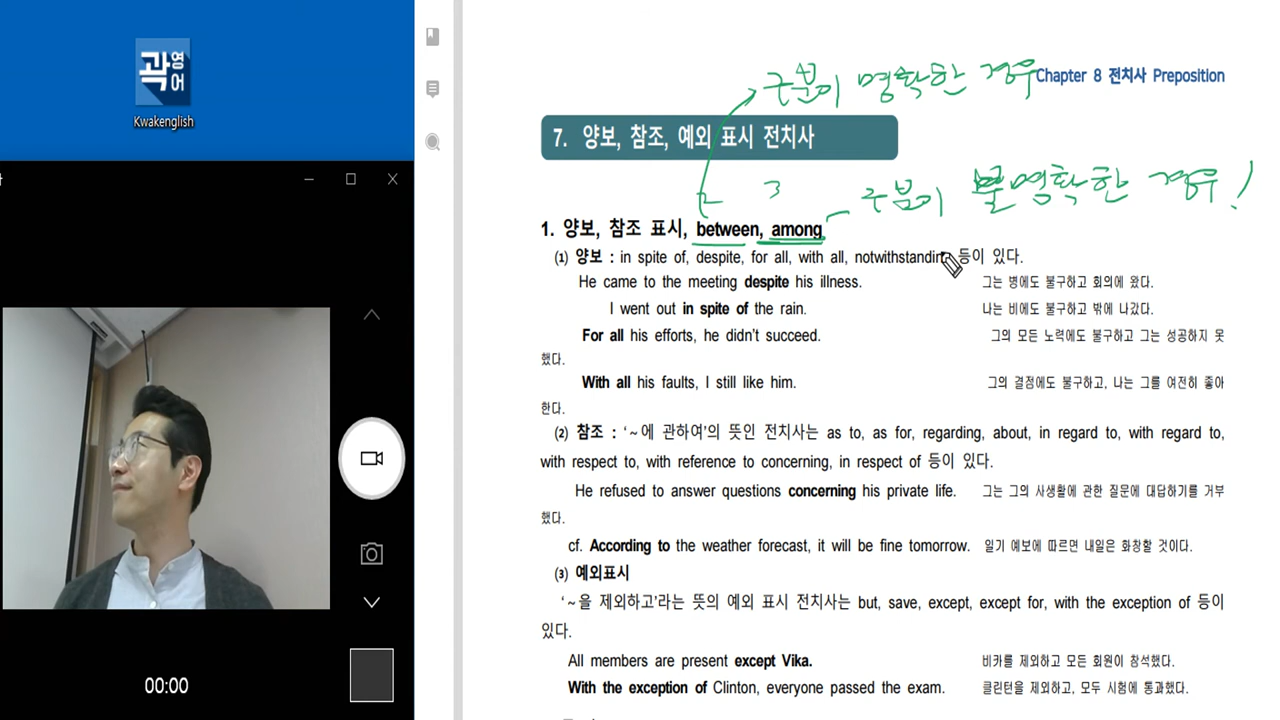 곽영어
Kwakenglish
00:00
구분이 명확한 경우
Chapter 8 전치사 Preposition
7. 양보, 참조, 예외 표시 전치사
2 3
구분이 불명확한 경우!
1. 양보, 참조 표시, between, among
(1) 양보 : in spite of, despite, for all, with all, notwithstanding 등이 있다.
He came to the meeting despite his illness. 그는 병에도 불구하고 회의에 왔다.
I went out in spite of the rain. 나는 비에도 불구하고 밖에 나갔다.
For all his efforts, he didn't succeed. 그의 모든 노력에도 불구하고 그는 성공하지 못
했다.
With all his faults, I still like him. 그의 결점에도 불구하고, 나는 그를 여전히 좋아
한다.
(2) 참조 : '~에 관하여'의 뜻인 전치사는 as to, as for, regarding, about, in regard to, with regard to,
with respect to, with reference to concerning, in respect of 등이 있다.
He refused to answer questions concerning his private life. 그는 그의 사생활에 관한 질문에 대답하기를 거부
했다.
cf. According to the weather forecast, it will be fine tomorrow. 일기 예보에 따르면 내일은 화창할 것이다.
(3) 예외표시
'~을 제외하고'라는 뜻의 예외 표시 전치사는 but, save, except, except for, with the exception of 등이
있다.
All members are present except Vika. 비카를 제외하고 모든 회원이 참석했다.
With the exception of Clinton, everyone passed the exam. 클린턴을 제외하고, 모두 시험에 통과했다.